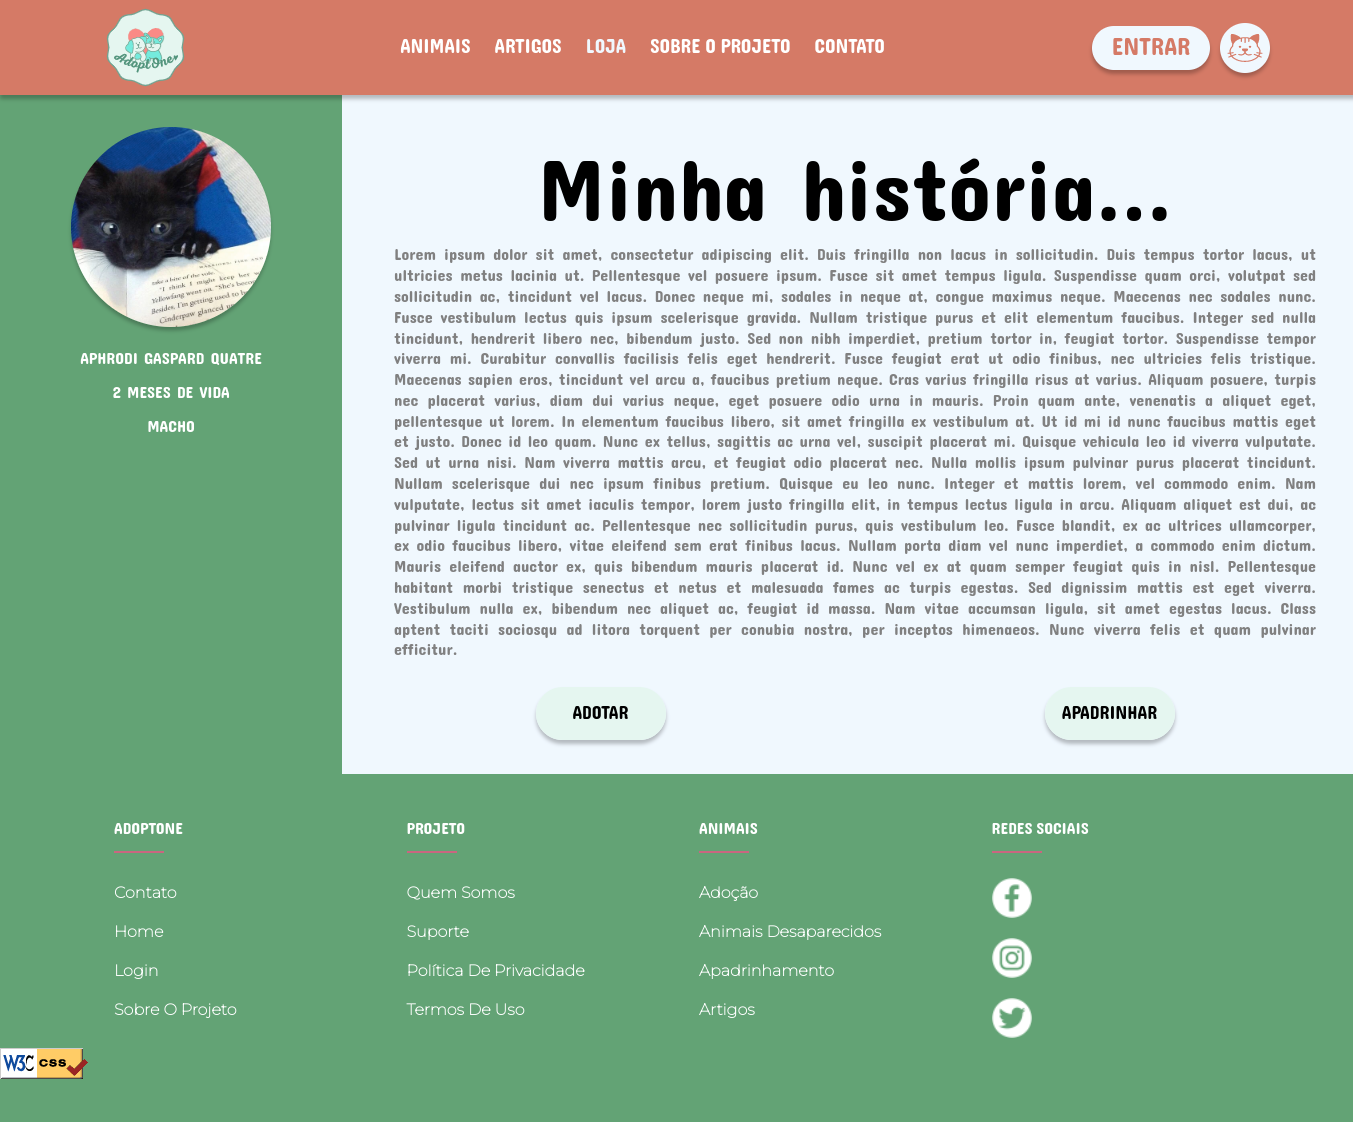 AdoptOne
ANIMAIS ARTIGOS LOJA SOBRE O PROJETO CONTATO
ENTRAR
take a bite of the vole.
"I think I might keep her
Yellowfang went on. "She's
Besides, I'm getting used to
Cinderpaw glanced
APHRODI GASPARD QUATRE
2 MESES DE VIDA
MACHO
Minha história...
Lorem ipsum dolor sit amet, consectetur adipiscing elit. Duis fringilla non lacus in sollicitudin. Duis tempus tortor lacus, ut
ultricies metus lacinia ut. Pellentesque vel posuere ipsum. Fusce sit amet tempus ligula. Suspendisse quam orci, volutpat sed
sollicitudin ac, tincidunt vel lacus. Donec neque mi, sodales in neque at, congue maximus neque. Maecenas nec sodales nunc.
Fusce vestibulum lectus quis ipsum scelerisque gravida. Nullam tristique purus et elit elementum faucibus. Integer sed nulla
tincidunt, hendrerit libero nec, bibendum justo. Sed non nibh imperdiet, pretium tortor in, feugiat tortor. Suspendisse tempor
viverra mi. Curabitur convallis facilisis felis eget hendrerit. Fusce feugiat erat ut odio finibus, nec ultricies felis tristique.
Maecenas sapien eros, tincidunt vel arcu a, faucibus pretium neque. Cras varius fringilla risus at varius. Aliquam posuere, turpis
nec placerat varius, diam dui varius neque, eget posuere odio urna in mauris. Proin quam ante, venenatis a aliquet eget,
pellentesque ut lorem. In elementum faucibus libero, sit amet fringilla ex vestibulum at. Ut id mi id nunc faucibus mattis eget
et justo. Donec id leo quam. Nunc ex tellus, sagittis ac urna vel, suscipit placerat mi. Quisque vehicula leo id viverra vulputate.
Sed ut urna nisi. Nam viverra mattis arcu, et feugiat odio placerat nec. Nulla mollis ipsum pulvinar purus placerat tincidunt.
Nullam scelerisque dui nec ipsum finibus pretium. Quisque eu leo nunc. Integer et mattis lorem, vel commodo enim. Nam
vulputate, lectus sit amet iaculis tempor, lorem justo fringilla elit, in tempus lectus ligula in arcu. Aliquam aliquet est dui, ac
pulvinar ligula tincidunt ac. Pellentesque nec sollicitudin purus, quis vestibulum leo. Fusce blandit, ex ac ultrices ullamcorper,
ex odio faucibus libero, vitae eleifend sem erat finibus lacus. Nullam porta diam vel nunc imperdiet, a commodo enim dictum.
Mauris eleifend auctor ex, quis bibendum mauris placerat id. Nunc vel ex at quam semper feugiat quis in nisl. Pellentesque
habitant morbi tristique senectus et netus et malesuada fames ac turpis egestas. Sed dignissim mattis est eget viverra.
Vestibulum nulla ex, bibendum nec aliquet ac, feugiat id massa. Nam vitae accumsan ligula, sit amet egestas lacus. Class
aptent taciti sociosqu ad litora torquent per conubia nostra, per inceptos himenaeos. Nunc viverra felis et quam pulvinar
efficitur.
ADOTAR APADRINHAR
ADOPTONE
Contato
Home
Login
Sobre O Projeto
PROJETO
Quem Somos
Suporte
Política De Privacidade
Termos De Uso
ANIMAIS
Adoção
Animais Desaparecidos
Apadrinhamento
Artigos
REDES SOCIAIS
W3C css